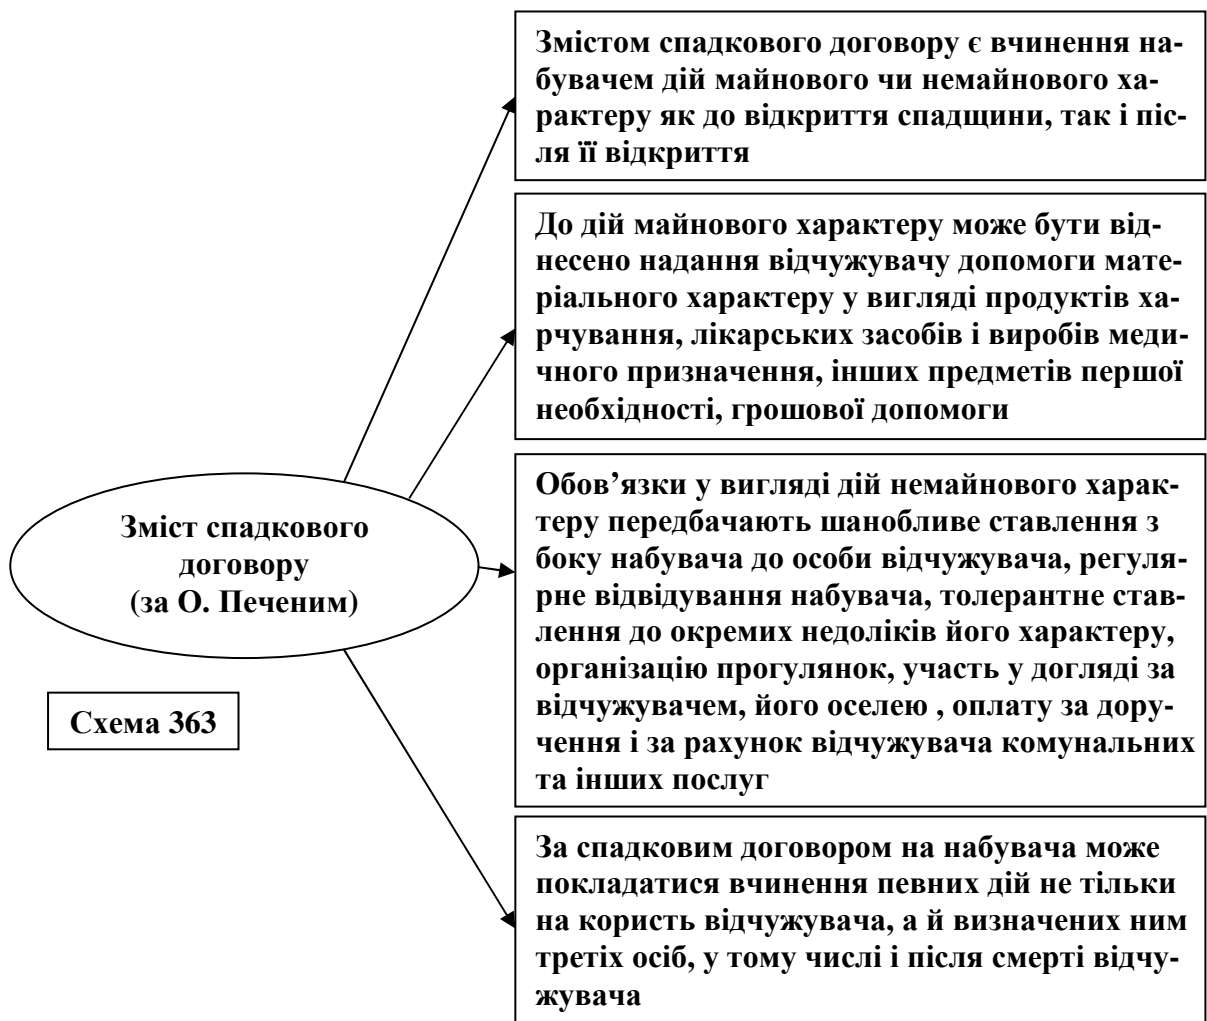 Змістом спадкового договору є вчинення на-
бувачем дій майнового чи немайнового ха-
рактеру як до відкриття спадщини, так і піс-
ля її відкриття
До дій майнового характеру може бути від-
несено надання відчужувачу допомоги мате-
ріального характеру у вигляді продуктів ха-
рчування, лікарських засобів і виробів меди-
чного призначення, інших предметів першої
необхідності, грошової допомоги
Обов’язки у вигляді дій немайнового харак-
теру передбачають шанобливе ставлення з
боку набувача до особи відчужувача, регуля-
рне відвідування набувача, толерантне став-
лення до окремих недоліків його характеру,
організацію прогулянок, участь у догляді за
відчужувачем, його оселею , оплату за дору-
чення і за рахунок відчужувача комунальних
та інших послуг
За спадковим договором на набувача може
покладатися вчинення певних дій не тільки
на користь відчужувача, а й визначених ним
третіх осіб, у тому числі і після смерті відчу-
жувача
Зміст спадкового
договору
(за О. Печеним)
Схема 363